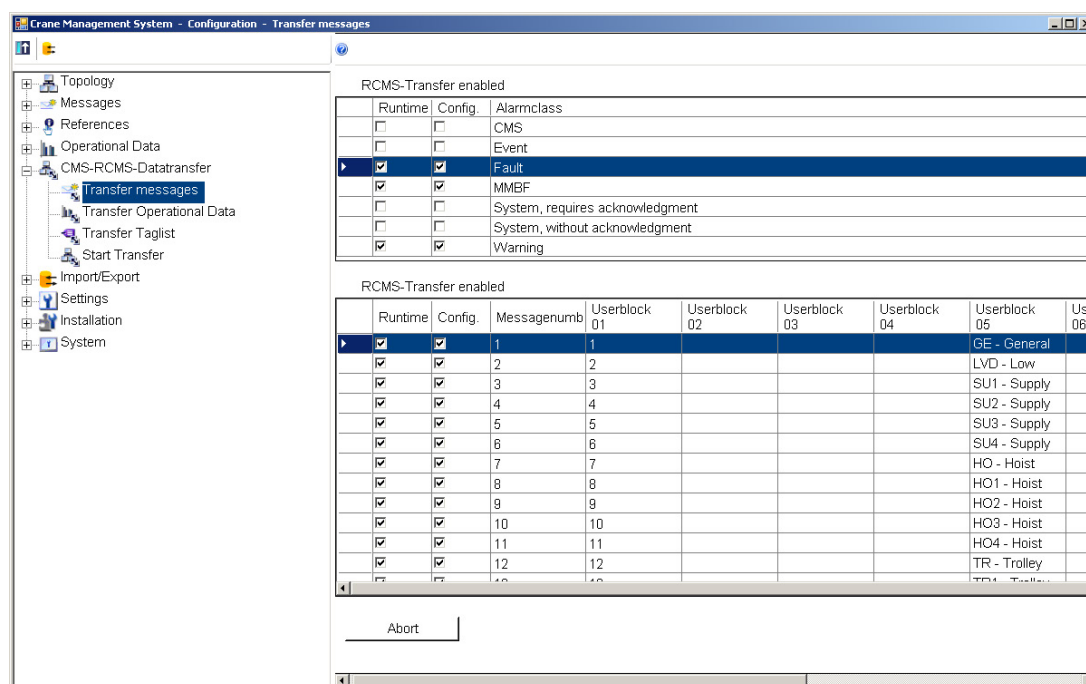 Crane Management System - Configuration - Transfer messages
Topology
Messages
References
Operational Data
CMS-RCMS-Datatransfer
Transfer messages
Transfer Operational Data
Transfer Taglist
Start Transfer
Import/Export
Settings
Installation
System
RCMS-Transfer enabled
Runtime Config. Alarmclass
CMS
Event
Fault
MMBF
System, requires acknowledgment
System, without acknowledgment
Warning
RCMS-Transfer enabled
Runtime Config. Messagenumb Userblock 01 Userblock 02 Userblock 03 Userblock 04 Userblock 05 Us 06
1 1 GE - General
2 2 LVD - Low
3 3 SU1 - Supply
4 4 SU2 - Supply
5 5 SU3 - Supply
6 6 SU4 - Supply
7 7 HO - Hoist
8 8 HO1 - Hoist
9 9 HO2 - Hoist
10 10 HO3 - Hoist
11 11 HO4 - Hoist
12 12 TR - Trolley
Abort